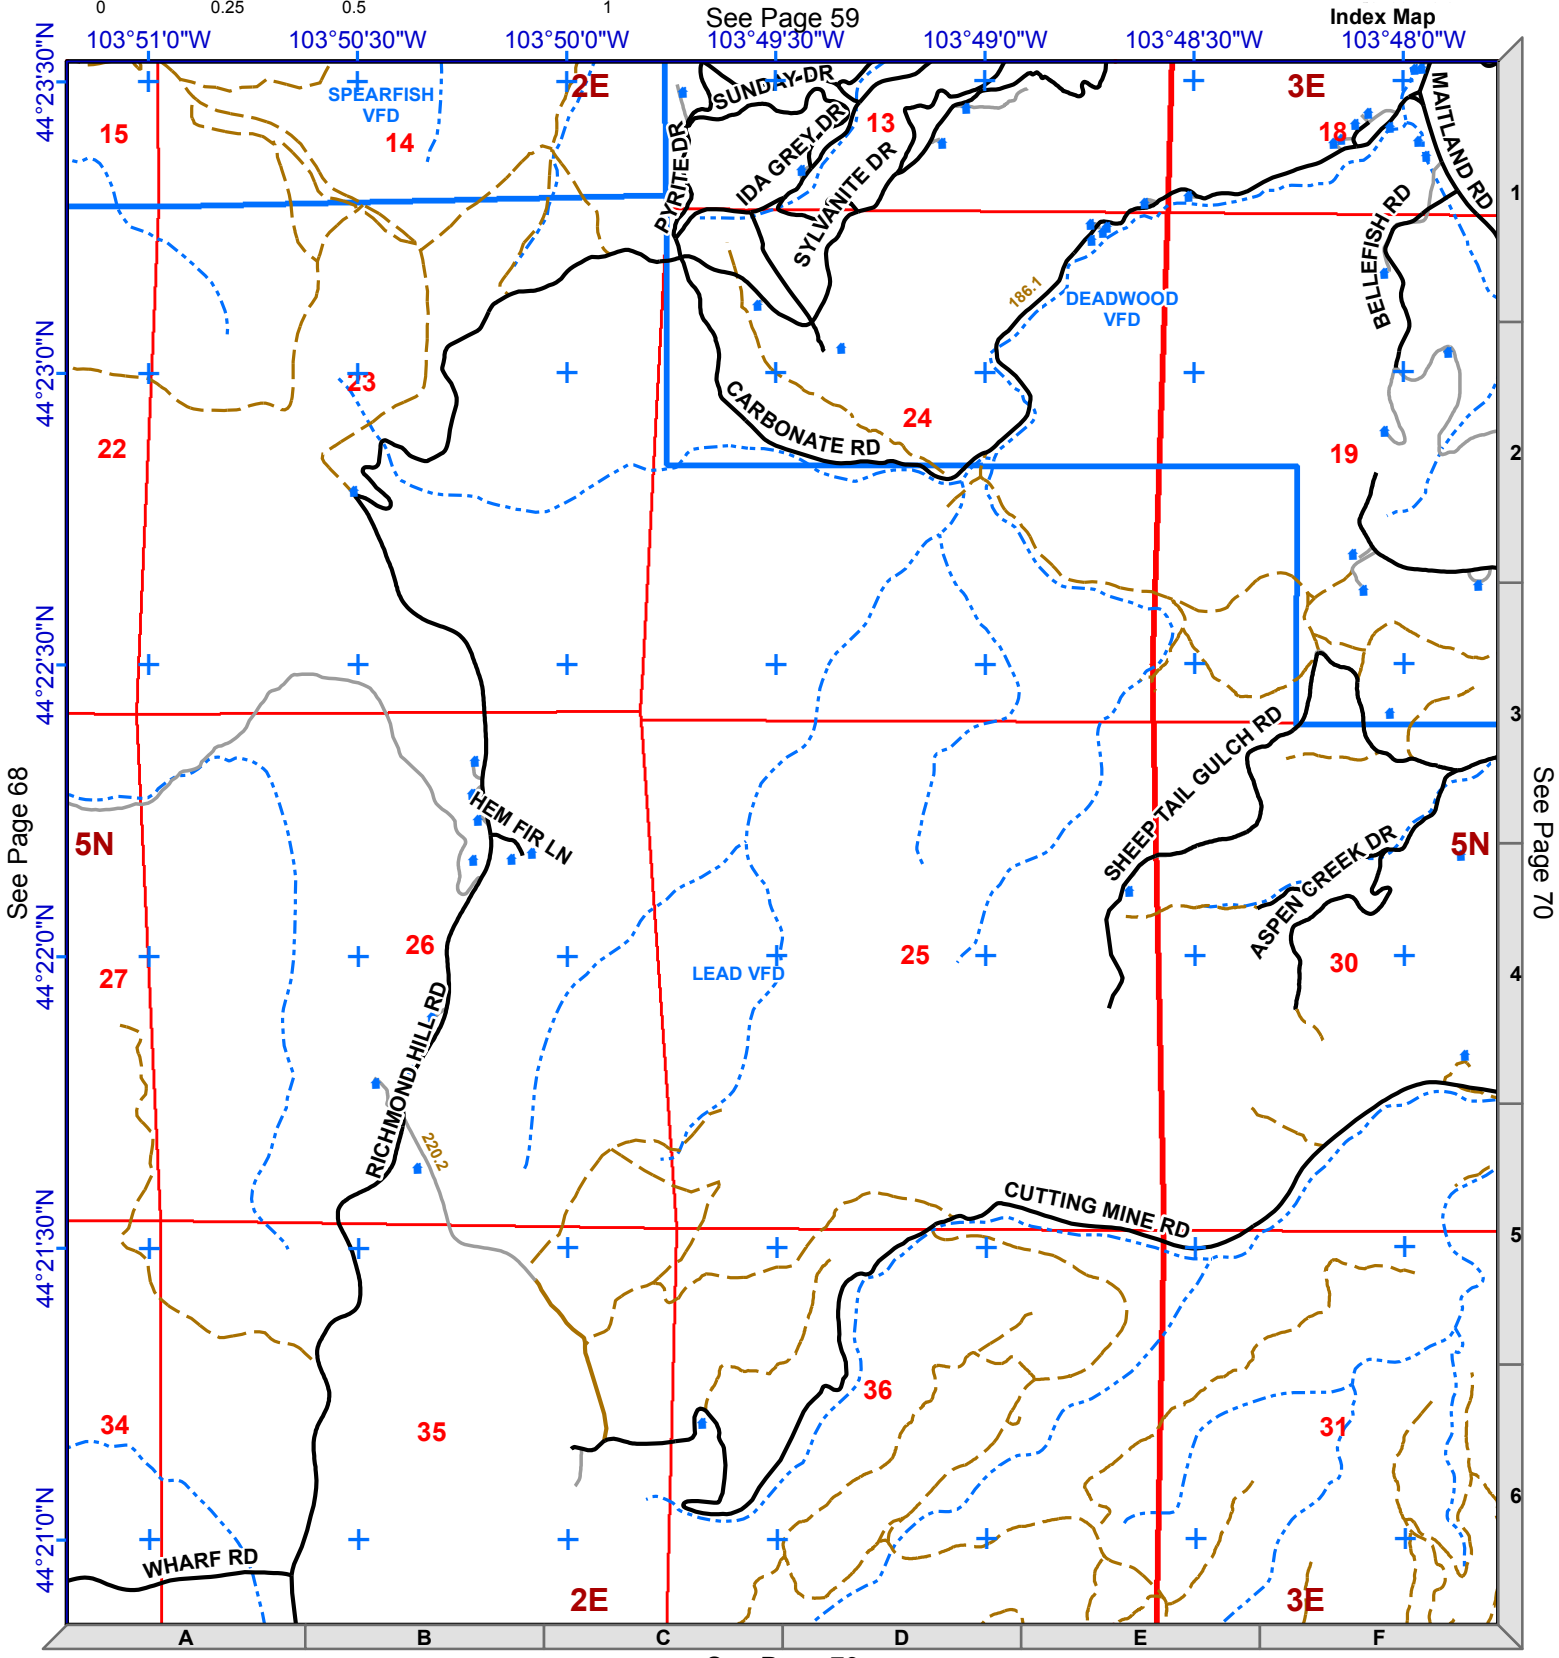 0 0.25 0.5 1
See Page 59
Index Map
103°51'0"W 103°50'30"W 103°50'0"W 103°49'30"W 103°49'0"W 103°48'30"W 103°48'0"W
44°23'30"N
SPEARFISH
VFD
2E
3E
SUNDAY DR
MAITLAND RD
15
14
13
18
IDA GREY DR
PYRITE DR
SYLVANITE DR
BELLEFISH RD
1
186.1
DEADWOOD
VFD
44°23'0"N
23
CARBONATE RD
24
22
19
2
44°22'30"N
SHEEP TAIL GULCH RD
3
See Page 68
See Page 70
HEM FIR LN
5N
5N
ASPEN CREEK DR
44°22'0"N
26
25
30
27
LEAD VFD
4
RICHMOND HILL RD
220.2
CUTTING MINE RD
44°21'30"N
5
36
34
35
31
6
44°21'0"N
WHARF RD
2E
3E
A B C D E F